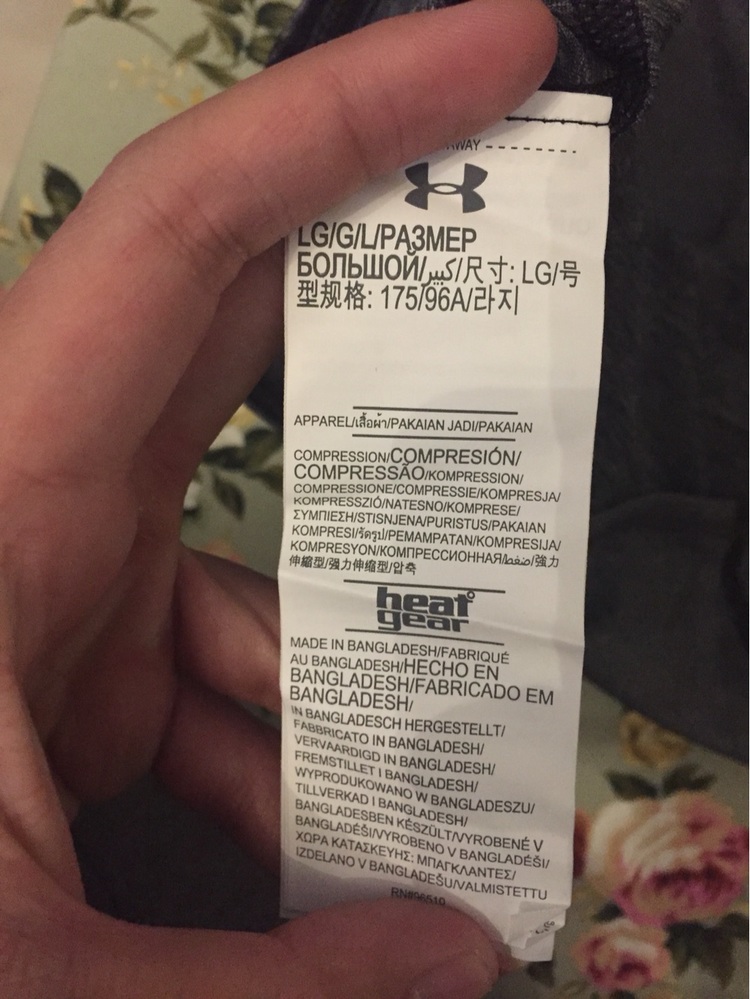 LG/G/L/РАЗМЕР
БОЛЬШОЙ/كبير/尺寸: LG/号
型规格: 175/96A/라지
APPAREL/เสื้อผ้า/PAKAIAN JADI/PAKAIAN
COMPRESSION/COMPRESIÓN/
COMPRESSÃO/KOMPRESSION/
COMPRESSIONE/COMPRESSIE/KOMPRESJA/
KOMPRESSZIÓ/NATESNO/KOMPRESE/
ΣΥΜΠΙΕΣΗ/STISNJENA/PURISTUS/PAKAIAN
KOMPRESI/รัดรูป/PEMAMPATAN/KOMPRESIJA/
KOMPRESYON/КОМПРЕССИОННАЯ/ضغط/強力
伸縮型/强力伸缩型/압축
heat
gear
MADE IN BANGLADESH/FABRIQUÉ
AU BANGLADESH/HECHO EN
BANGLADESH/FABRICADO EM
BANGLADESH/
IN BANGLADESCH HERGESTELLT/
FABBRICATO IN BANGLADESH/
VERVAARDIGD IN BANGLADESH/
FREMSTILLET I BANGLADESH/
WYPRODUKOWANO W BANGLADESZU/
TILLVERKAD I BANGLADESH/
BANGLADESBEN KÉSZÜLT/VYROBENÉ V
BANGLADÉŠI/VYROBENO V BANGLADÉŠI/
ΧΩΡΑ ΚΑΤΑΣΚΕΥΗΣ: ΜΠΑΓΚΛΑΝΤΕΣ/
IZDELANO V BANGLADEŠU/VALMISTETTU
RN#96510